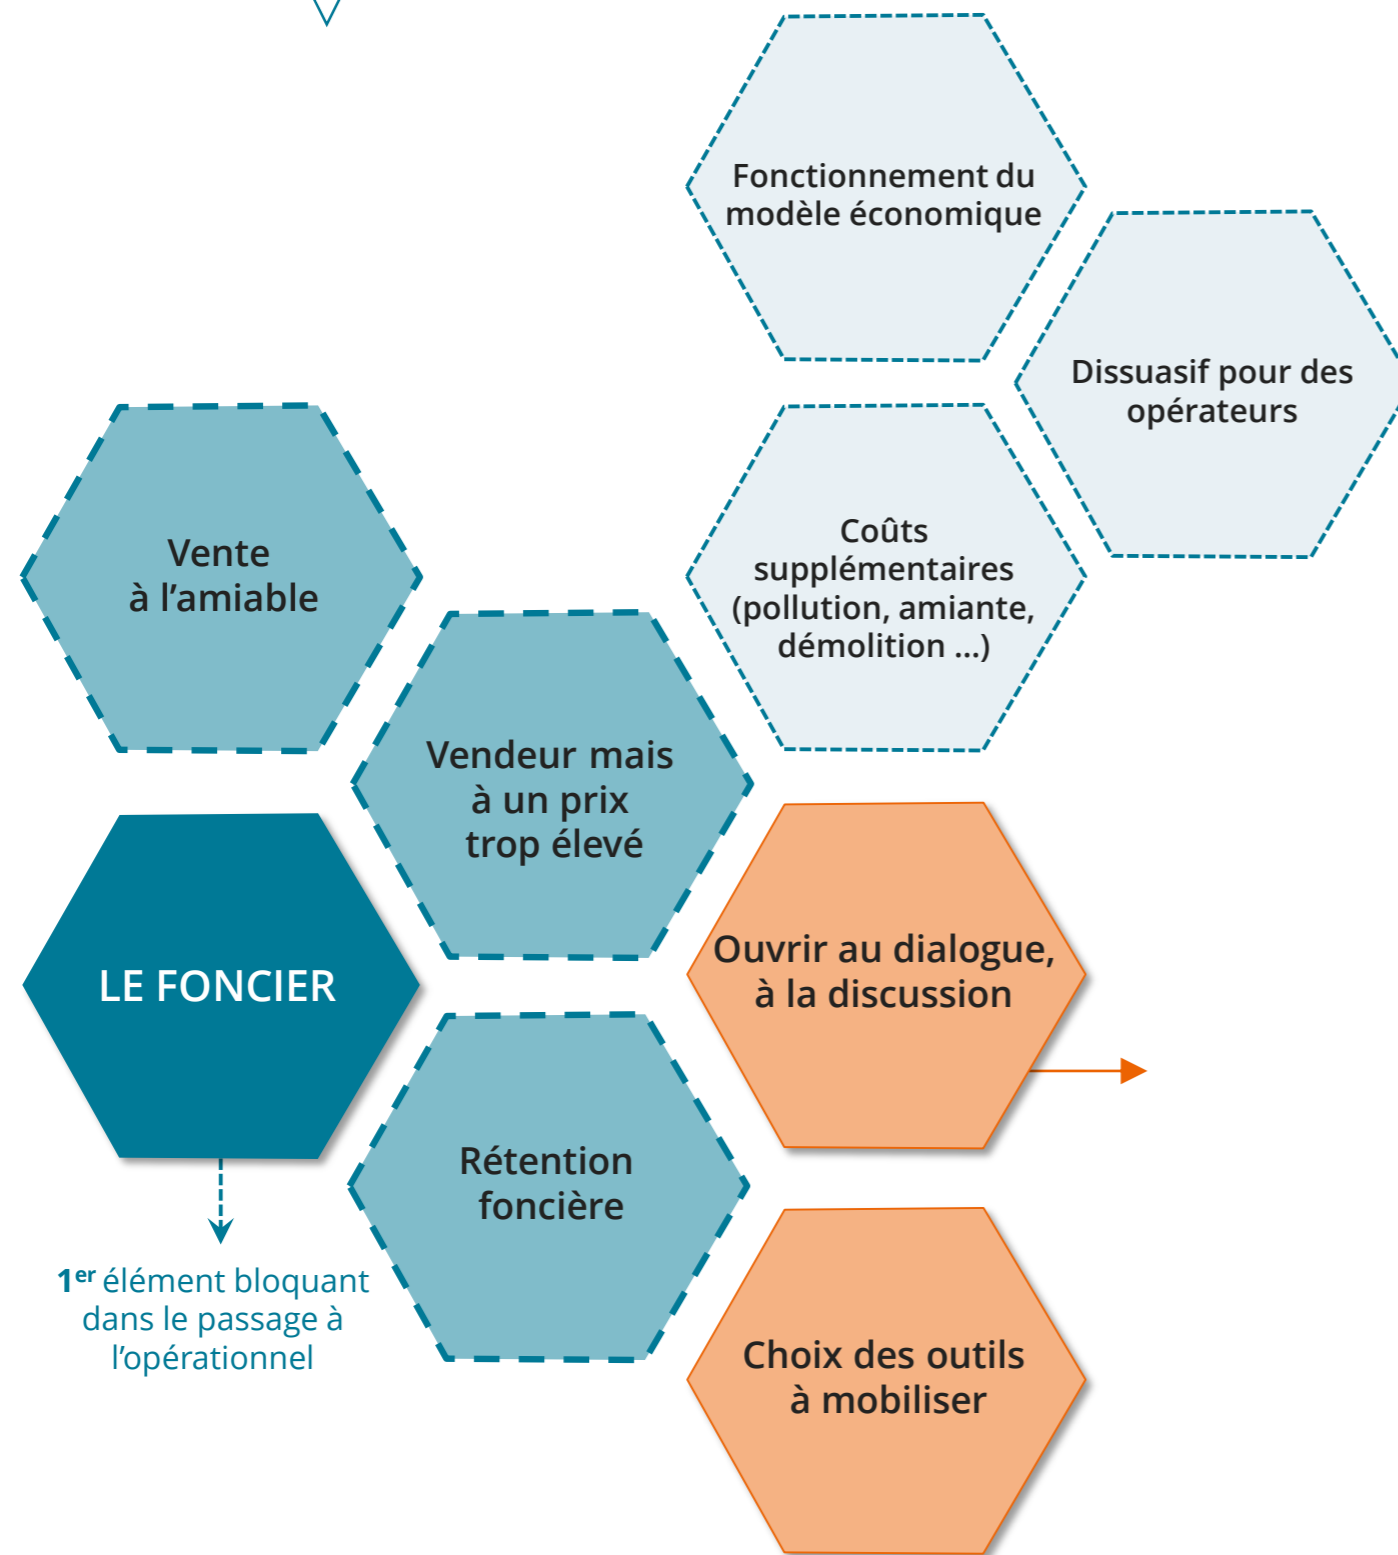 Fonctionnement du
modèle économique
Dissuasif pour des
opérateurs
Coûts
supplémentaires
(pollution, amiante,
démolition ...)
Vente
à l’amiable
Vendeur mais
à un prix
trop élevé
LE FONCIER
Ouvrir au dialogue,
à la discussion
Rétention
foncière
1er élément bloquant
dans le passage à
l’opérationnel
Choix des outils
à mobiliser